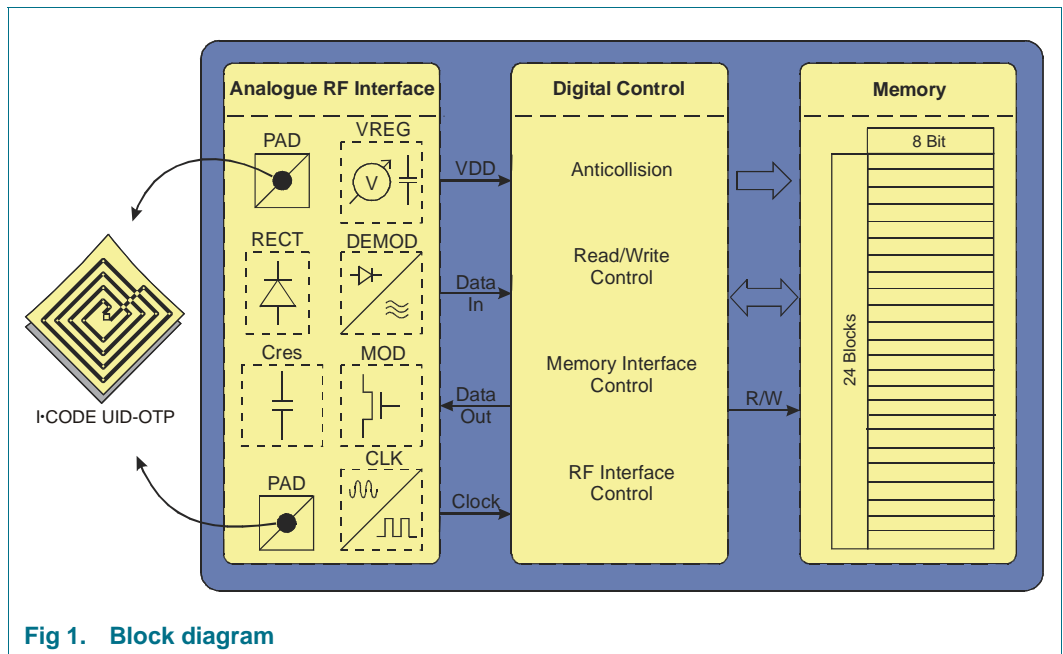 Analogue RF Interface
PAD
VREG
V
RECT
DEMOD
Cres
MOD
PAD
CLK
I•CODE UID-OTP
VDD
Data
In
Data
Out
Clock
Digital Control
Anticollision
Read/Write
Control
Memory Interface
Control
RF Interface
Control
R/W
Memory
8 Bit
24 Blocks
Fig 1. Block diagram